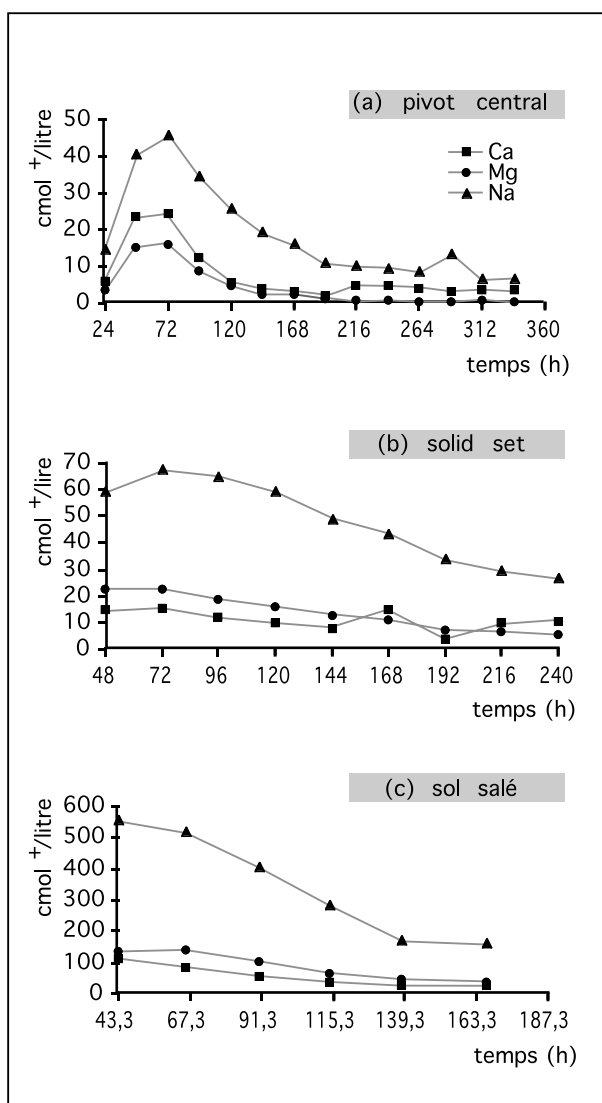 (a) pivot central
cmol +/litre
50
40
30
20
10
0
Ca
Mg
Na
24 72 120 168 216 264 312 360
temps (h)
(b) solid set
cmol +/lire
70
60
50
40
30
20
10
0
48 72 96 120 144 168 192 216 240
temps (h)
(c) sol salé
cmol +/litre
600
500
400
300
200
100
0
43,3 67,3 91,3 115,3 139,3 163,3 187,3
temps (h)